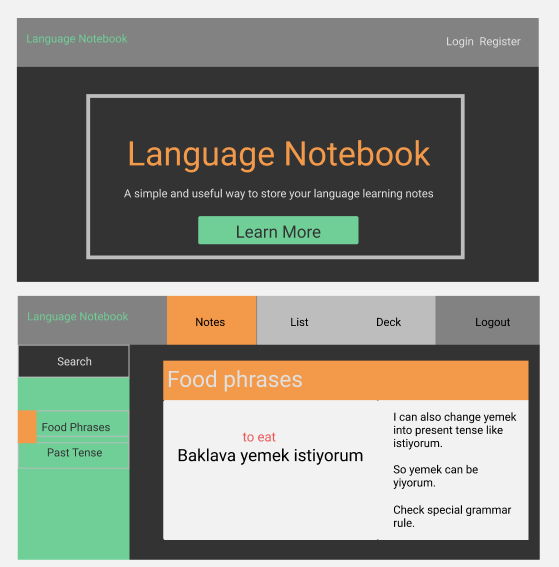 Language Notebook
Login Register
Language Notebook
A simple and useful way to store your language learning notes
Learn More
Language Notebook
Notes
List
Deck
Logout
Search
Food Phrases
Past Tense
Food phrases
to eat
Baklava yemek istiyorum
I can also change yemek
into present tense like
istiyorum.
So yemek can be
yiyorum.
Check special grammar
rule.